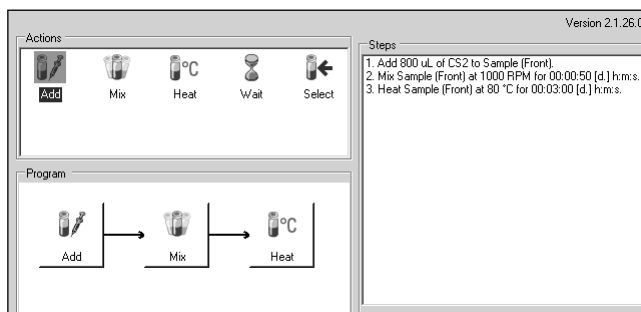 Version 2.1.26.0
Actions
Add Mix Heat Wait Select
Steps
1. Add 800 uL of CS2 to Sample (Front).
2. Mix Sample (Front) at 1000 RPM for 00:00:50 [d.] h:m:s.
3. Heat Sample (Front) at 80 °C for 00:03:00 [d.] h:m:s.
Program
Add Mix Heat